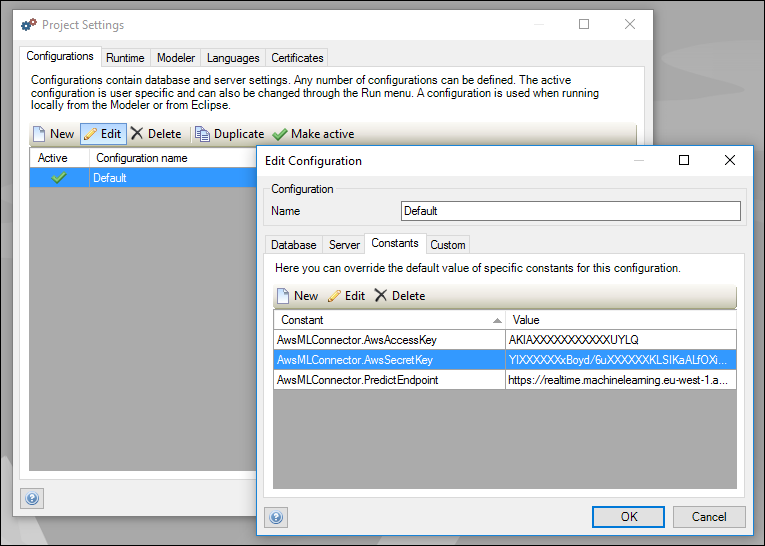 Project Settings
Configurations Runtime Modeler Languages Certificates
Configurations contain database and server settings. Any number of configurations can be defined. The active
configuration is user specific and can also be changed through the Run menu. A configuration is used when running
locally from the Modeler or from Eclipse.
New Edit Delete Duplicate Make active
Active Configuration name
Default
Edit Configuration
Configuration
Name Default
Database Server Constants Custom
Here you can override the default value of specific constants for this configuration.
New Edit Delete
Constant Value
AwsMLConnector.AwsAccessKey AKIAXXXXXXXXXXXUYLQ
AwsMLConnector.AwsSecretKey YIXXXXXXxBoyd/6uXXXXXXKLSIKaALfOXi...
AwsMLConnector.PredictEndpoint https://realtime.machinelearning.eu-west-1.a...
OK Cancel